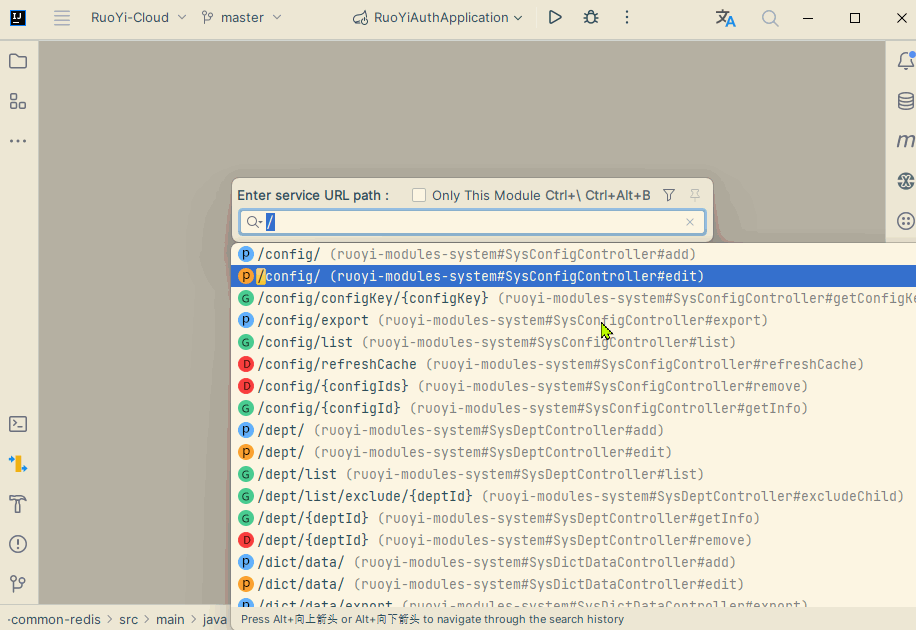 RuoYi-Cloud master RuoYiAuthApplication
Enter service URL path : Only This Module Ctrl+\ Ctrl+Alt+B
/
P /config/ (ruoyi-modules-system#SysConfigController#add)
P /config/ (ruoyi-modules-system#SysConfigController#edit)
G /config/configKey/{configKey} (ruoyi-modules-system#SysConfigController#getConfigKe
P /config/export (ruoyi-modules-system#SysConfigController#export)
G /config/list (ruoyi-modules-system#SysConfigController#list)
D /config/refreshCache (ruoyi-modules-system#SysConfigController#refreshCache)
D /config/{configIds} (ruoyi-modules-system#SysConfigController#remove)
G /config/{configId} (ruoyi-modules-system#SysConfigController#getInfo)
P /dept/ (ruoyi-modules-system#SysDeptController#add)
P /dept/ (ruoyi-modules-system#SysDeptController#edit)
G /dept/list (ruoyi-modules-system#SysDeptController#list)
G /dept/list/exclude/{deptId} (ruoyi-modules-system#SysDeptController#excludeChild)
G /dept/{deptId} (ruoyi-modules-system#SysDeptController#getInfo)
D /dept/{deptId} (ruoyi-modules-system#SysDeptController#remove)
P /dict/data/ (ruoyi-modules-system#SysDictDataController#add)
P /dict/data/ (ruoyi-modules-system#SysDictDataController#edit)
P /dict/data/export (ruoyi-modules-system#SysDictDataController#export)
-common-redis > src > main > java
Press Alt+向上箭头 or Alt+向下箭头 to navigate through the search history